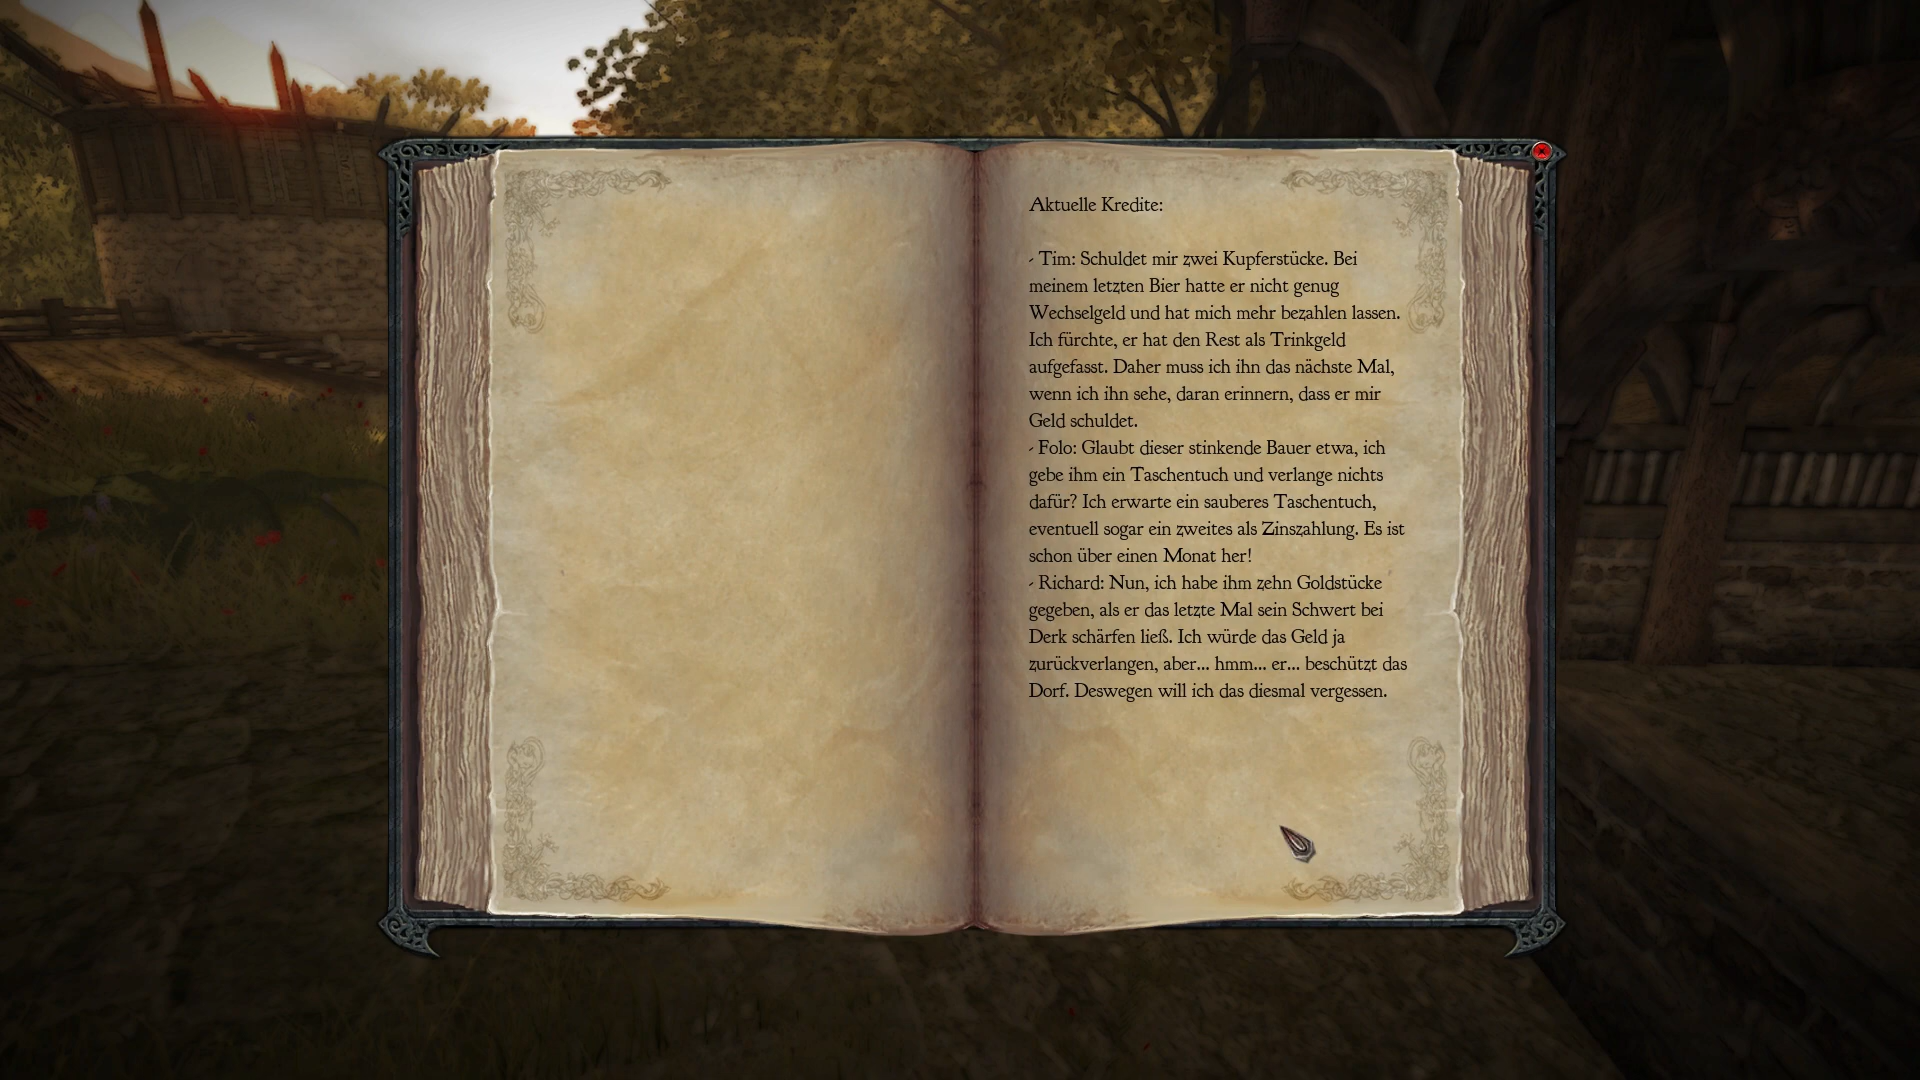 Aktuelle Kredite:
- Tim: Schuldet mir zwei Kupferstücke. Bei
meinem letzten Bier hatte er nicht genug
Wechselgeld und hat mich mehr bezahlen lassen.
Ich fürchte, er hat den Rest als Trinkgeld
aufgefasst. Daher muss ich ihn das nächste Mal,
wenn ich ihn sehe, daran erinnern, dass er mir
Geld schuldet.
- Folo: Glaubt dieser stinkende Bauer etwa, ich
gebe ihm ein Taschentuch und verlange nichts
dafür? Ich erwarte ein sauberes Taschentuch,
eventuell sogar ein zweites als Zinszahlung. Es ist
schon über einen Monat her!
- Richard: Nun, ich habe ihm zehn Goldstücke
gegeben, als er das letzte Mal sein Schwert bei
Derk schärfen ließ. Ich würde das Geld ja
zurückverlangen, aber... hmm... er... beschützt das
Dorf. Deswegen will ich das diesmal vergessen.